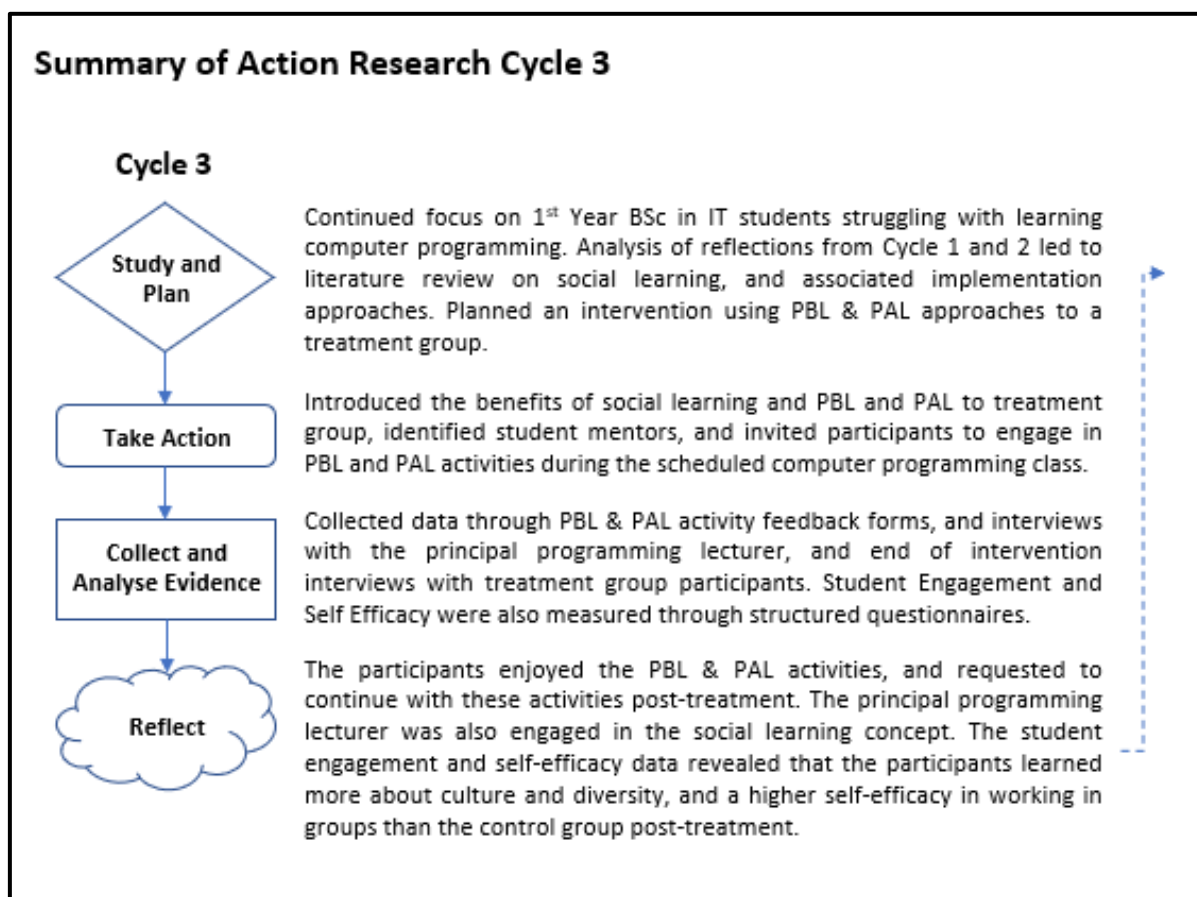 Summary of Action Research Cycle 3
Cycle 3
Study and
Plan
Continued focus on 1st Year BSc in IT students struggling with learning
computer programming. Analysis of reflections from Cycle 1 and 2 led to
literature review on social learning, and associated implementation
approaches. Planned an intervention using PBL & PAL approaches to a
treatment group.
Take Action
Introduced the benefits of social learning and PBL and PAL to treatment
group, identified student mentors, and invited participants to engage in
PBL and PAL activities during the scheduled computer programming class.
Collect and
Analyse Evidence
Collected data through PBL & PAL activity feedback forms, and interviews
with the principal programming lecturer, and end of intervention
interviews with treatment group participants. Student Engagement and
Self Efficacy were also measured through structured questionnaires.
Reflect
The participants enjoyed the PBL & PAL activities, and requested to
continue with these activities post-treatment. The principal programming
lecturer was also engaged in the social learning concept. The student
engagement and self-efficacy data revealed that the participants learned
more about culture and diversity, and a higher self-efficacy in working in
groups than the control group post-treatment.